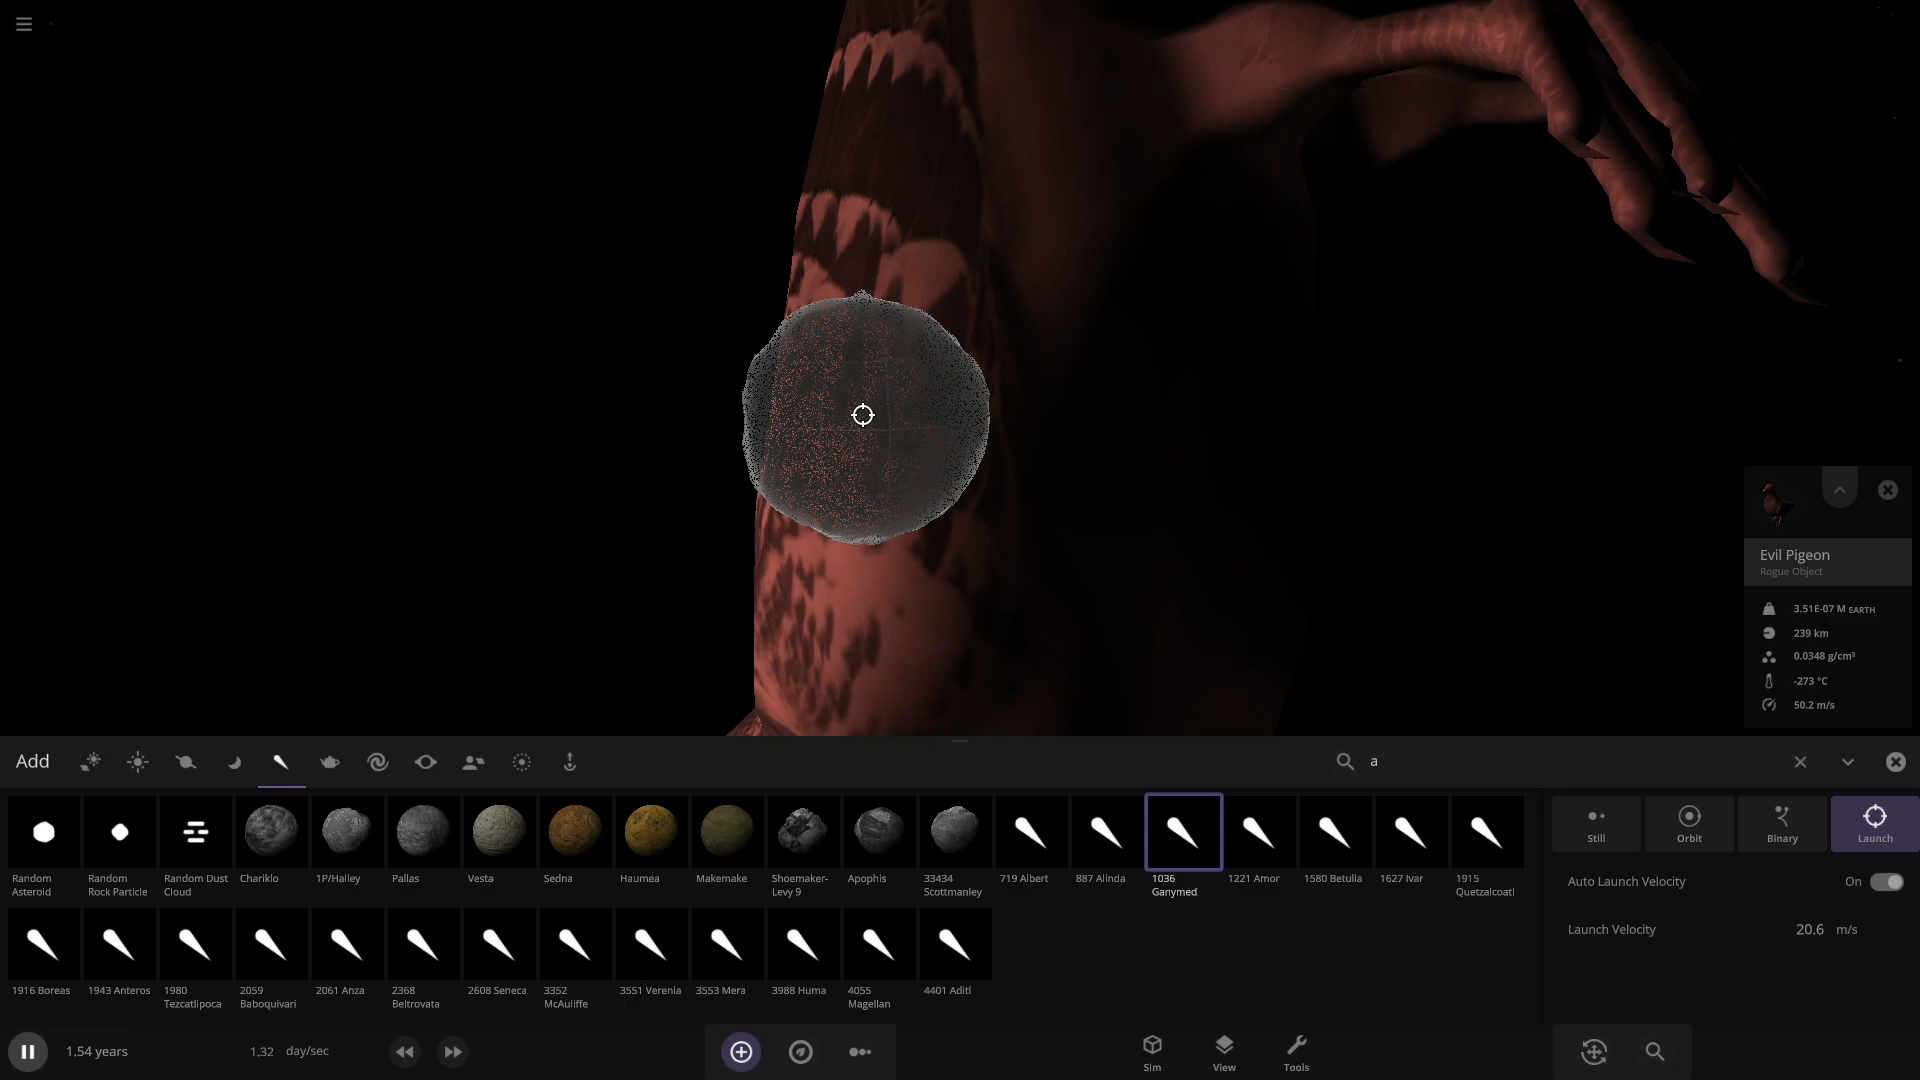 Evil Pigeon
Rogue Object
3.51E-07 M EARTH
239 km
0.0348 g/cm³
-273 °C
50.2 m/s
Add
a
Random Asteroid
Random Rock Particle
Random Dust Cloud
Chariklo
1P/Halley
Pallas
Vesta
Sedna
Haumea
Makemake
Shoemaker-Levy 9
Apophis
33434 Scottmanley
719 Albert
887 Alinda
1036 Ganymed
1221 Amor
1580 Betulia
1627 Ivar
1915 Quetzalcoatl
1916 Boreas
1943 Anteros
1980 Tezcatlipoca
2059 Baboquivari
2061 Anza
2368 Beltrovata
2608 Seneca
3352 McAuliffe
3551 Verenia
3553 Mera
3988 Huma
4055 Magellan
4401 Aditi
Still
Orbit
Binary
Launch
Auto Launch Velocity On
Launch Velocity 20.6 m/s
1.54 years
1,32 day/sec
Sim
View
Tools